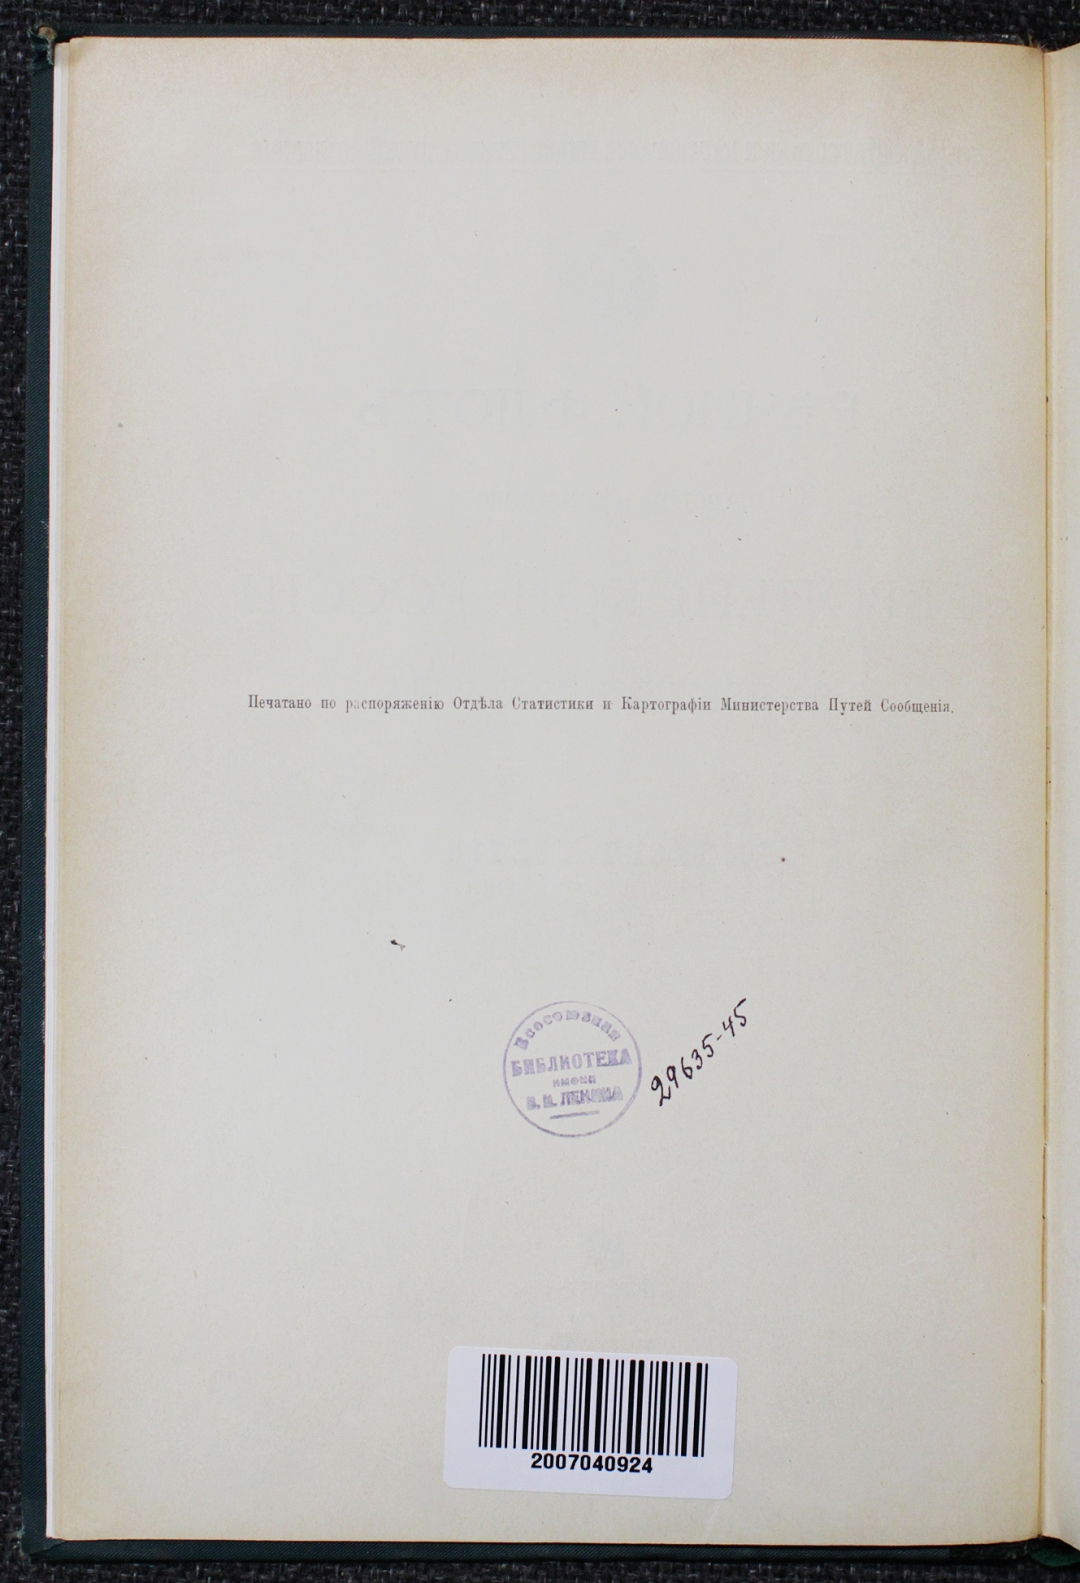 Печатано по распоряженію Отдѣла Статистики и Картографіи Министерства Путей Сообщенія.
Всесоюзная
БИБЛИОТЕКА
имени
В. И. ЛЕНИНА
29635-45
2007040924